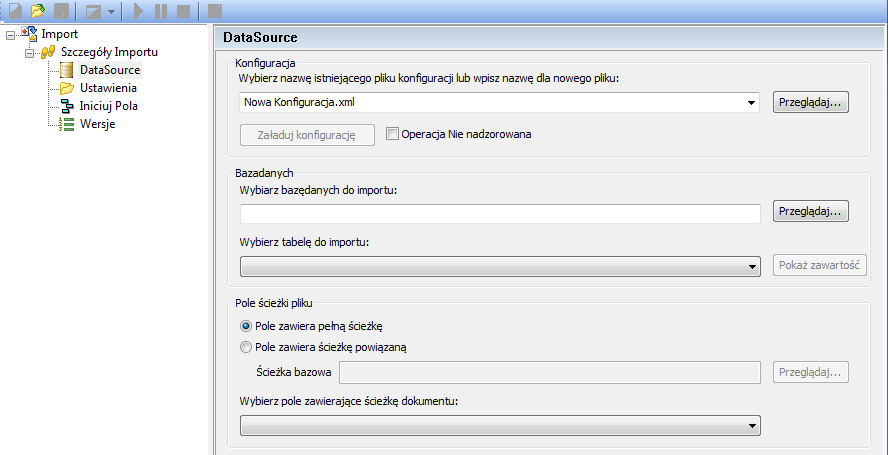 Import
Szczegóły Importu
DataSource
Ustawienia
Iniciuj Pola
Wersje
DataSource
Konfiguracja
Wybierz nazwę istniejącego pliku konfiguracji lub wpisz nazwę dla nowego pliku:
Nowa Konfiguracja.xml
Przeglądaj...
Załaduj konfigurację
Operacja Nie nadzorowana
Bazadanych
Wybiarz bazędanych do importu:
Przeglądaj...
Wybierz tabelę do importu:
Pokaż zawartość
Pole ścieżki pliku
Pole zawiera pełną ścieżkę
Pole zawiera ścieżkę powiązaną
Ścieżka bazowa
Przeglądaj...
Wybierz pole zawierające ścieżkę dokumentu: